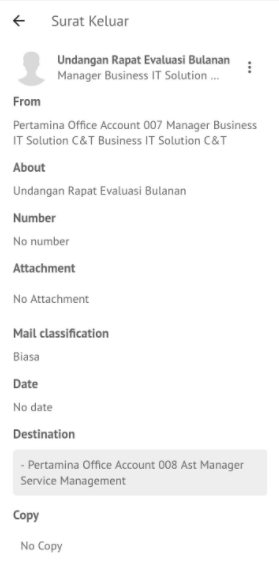 Surat Keluar
Undangan Rapat Evaluasi Bulanan
Manager Business IT Solution ...
From
Pertamina Office Account 007 Manager Business
IT Solution C&T Business IT Solution C&T
About
Undangan Rapat Evaluasi Bulanan
Number
No number
Attachment
No Attachment
Mail classification
Biasa
Date
No date
Destination
- Pertamina Office Account 008 Ast Manager
Service Management
Copy
No Copy